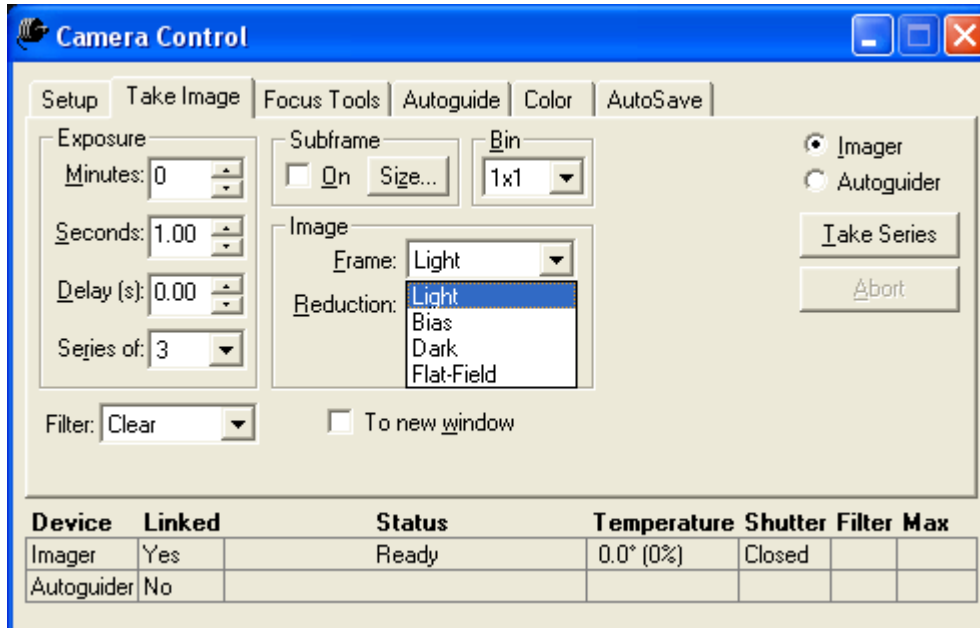 Camera Control
Setup Take Image Focus Tools Autoguide Color AutoSave
Exposure
Minutes: 0
Seconds: 1.00
Delay (s): 0.00
Series of: 3
Subframe
On Size...
Bin
1x1
Image
Frame: Light
Reduction:
Light
Bias
Dark
Flat-Field
Imager
Autoguider
Take Series
Abort
Filter: Clear
To new window
Device Linked Status Temperature Shutter Filter Max
Imager Yes Ready 0.0° (0%) Closed
Autoguider No